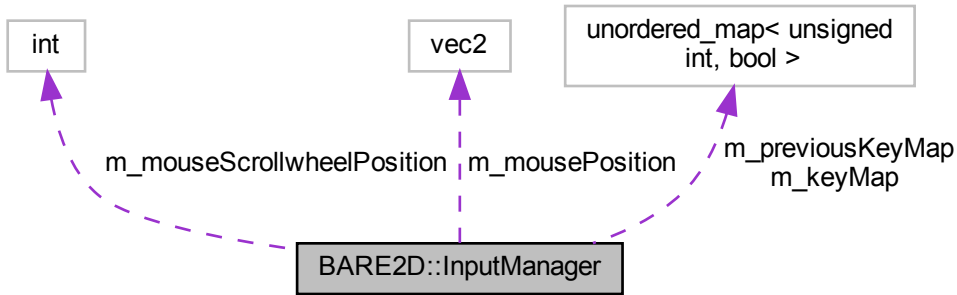 int
vec2
unordered_map< unsigned
int, bool >
m_mouseScrollwheelPosition
m_mousePosition
m_previousKeyMap
m_keyMap
BARE2D::InputManager